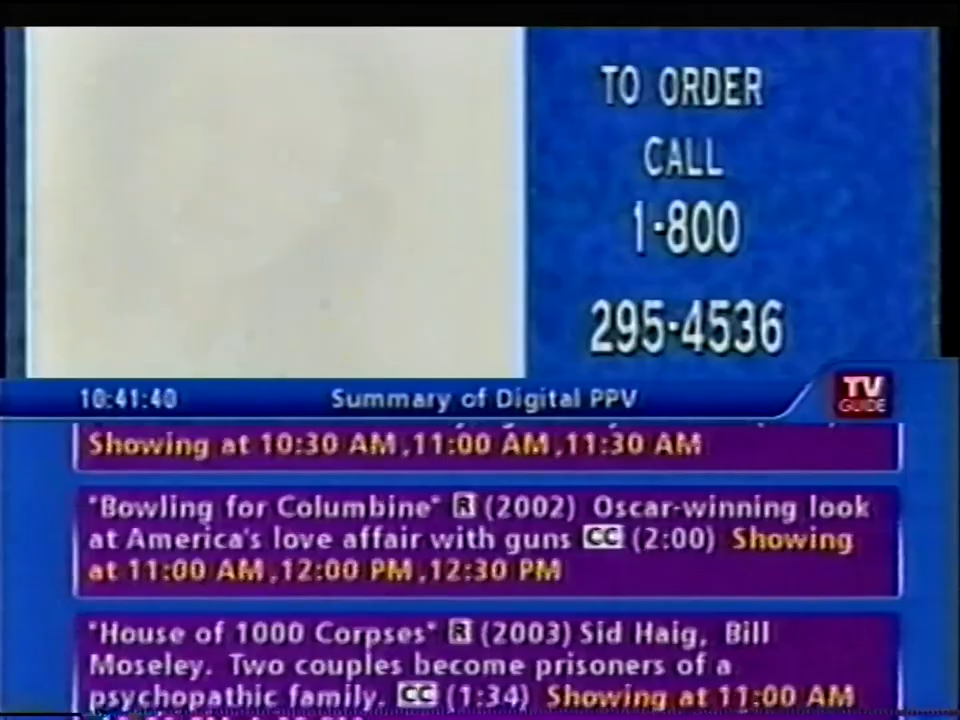 TO ORDER
CALL
1-800
295-4536
10:41:40 Summary of Digital PPV TV GUIDE
Showing at 10:30 AM,11:00 AM,11:30 AM
"Bowling for Columbine" R (2002) Oscar-winning look
at America's love affair with guns CC (2:00) Showing
at 11:00 AM,12:00 PM,12:30 PM
"House of 1000 Corpses" R (2003) Sid Haig, Bill
Moseley. Two couples become prisoners of a
psychopathic family. CC (1:34) Showing at 11:00 AM